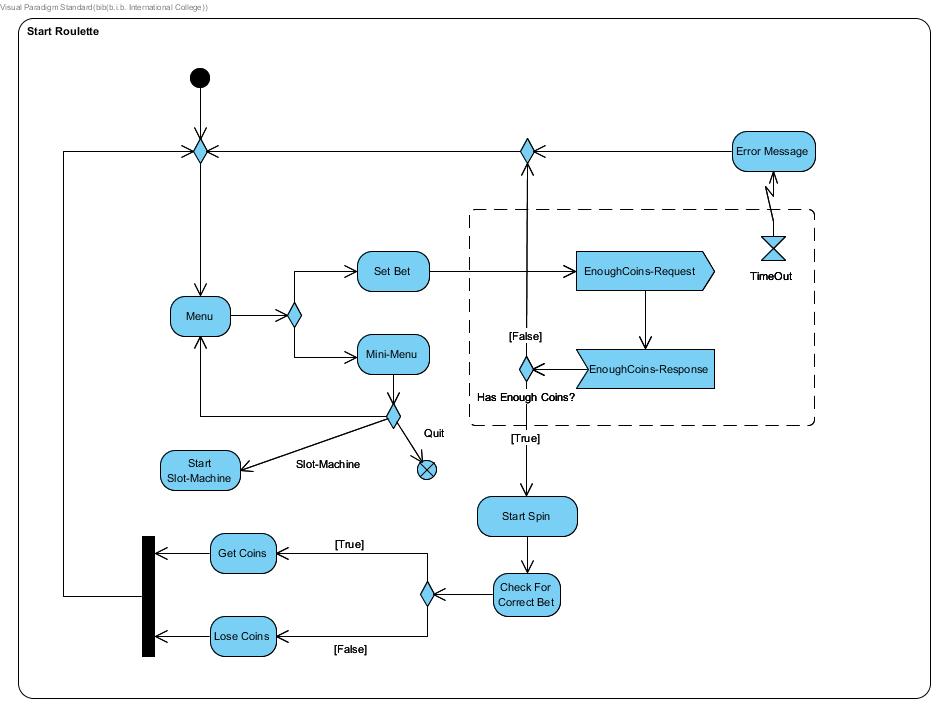 Visual Paradigm Standard(bib(b.i.b. International College))
Start Roulette
Error Message
Set Bet
EnoughCoins-Request
TimeOut
Menu
[False]
Mini-Menu
EnoughCoins-Response
Has Enough Coins?
Quit
[True]
Start
Slot-Machine
Slot-Machine
Start Spin
[True]
Get Coins
Check For
Correct Bet
Lose Coins
[False]